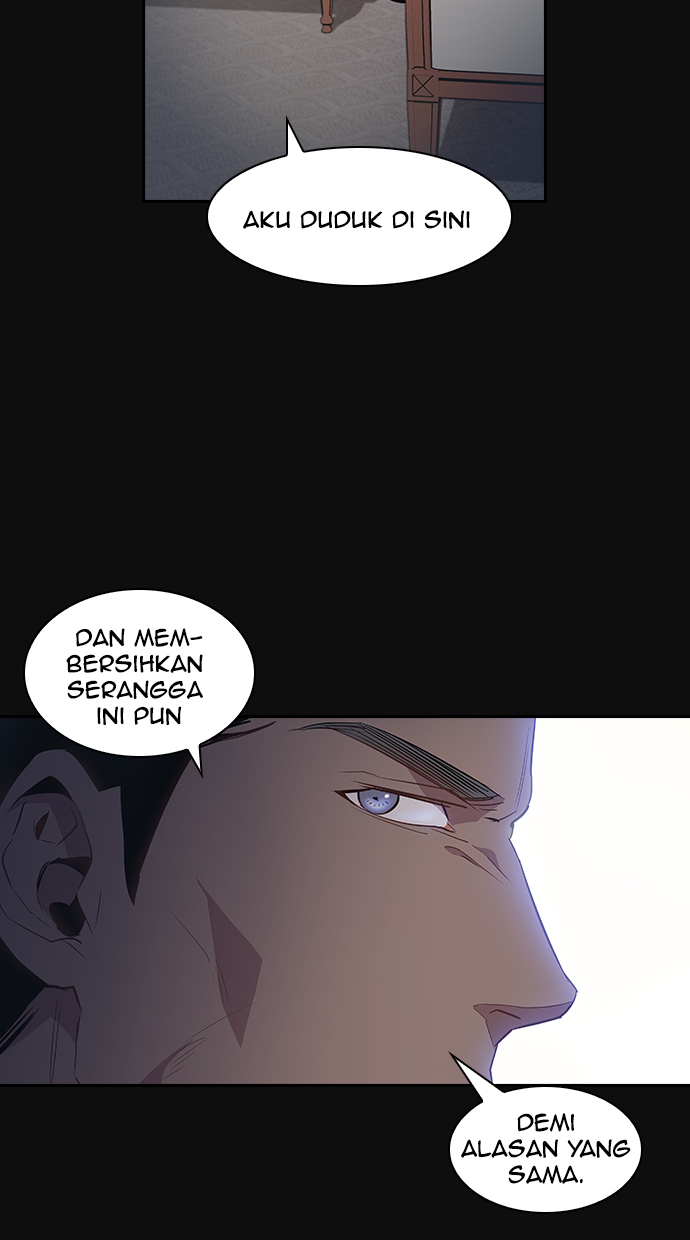 AKU DUDUK DI SINI
DAN MEM-
BERSIHKAN
SERANGGA
INI PUN
DEMI
ALASAN YANG
SAMA.